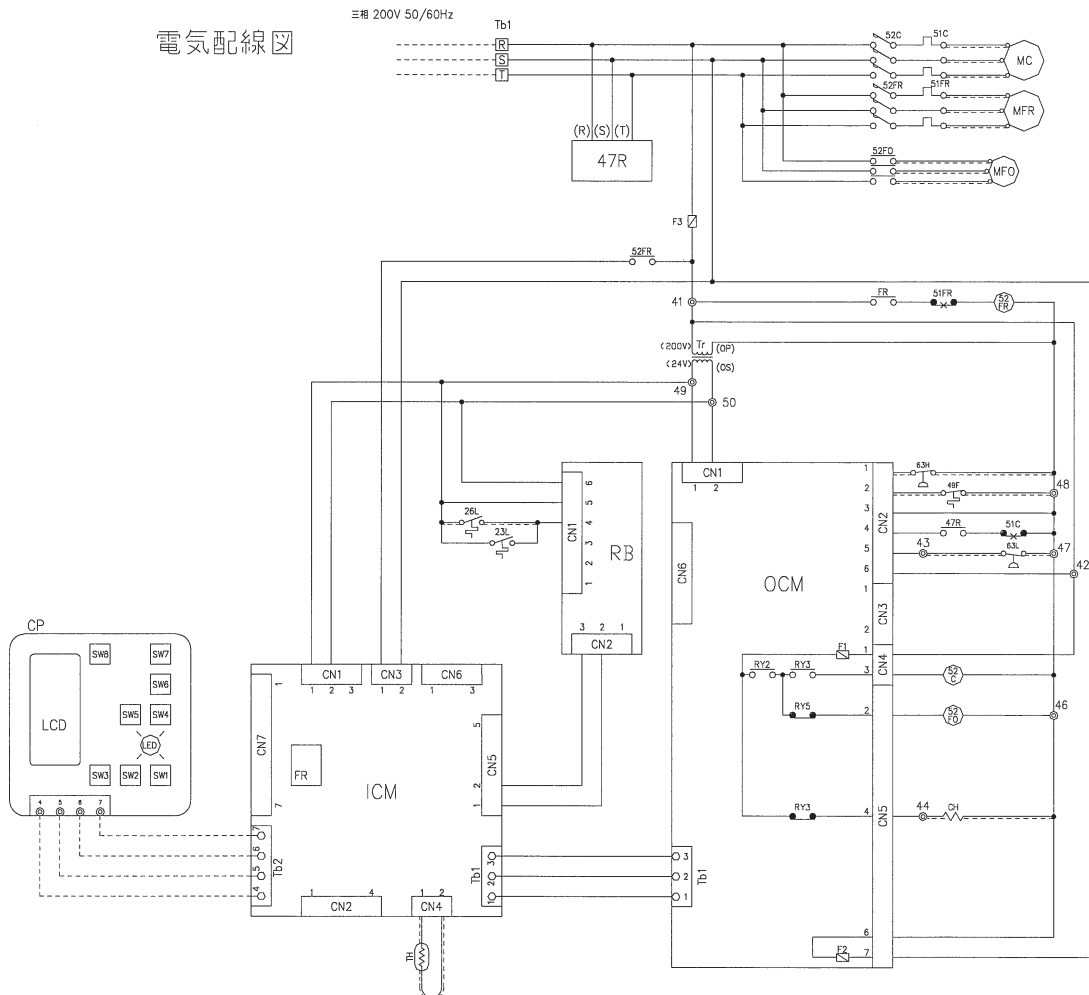 三相 200V 50/60Hz
電気配線図
Tb1
R
S
T
52C
51C
MC
52FR
51FR
MFR
(R) (S) (T)
47R
52FO
MFO
F3
52FR
41
FR
51FR
52
FR
(200V) Tr (OP)
(24V) (OS)
49
50
CN1
1 2
1
2
3
4
5
6
CN2
63H
49F
48
47R
51C
43
63L
47
42
6
5
4
3
2
1
CN1
26L
23L
RB
3 2 1
CN2
CN6
OCM
1
2
CN3
F1
1
3
CN4
RY2
RY3
52
C
RY5
2
52
FO
46
RY3
4
CN5
44
CH
6
F2
7
CP
SW8
SW7
SW6
LCD
SW5
SW4
LED
SW3
SW2
SW1
4 5 6 7
CN1
1 2 3
CN3
1 2
CN6
1 3
1
CN7
7
FR
ICM
5
CN5
2
1
7
6
5
4
Tb2
3
2
1
Tb1
3
2
1
Tb1
1 4
CN2
1 2
CN4
TH